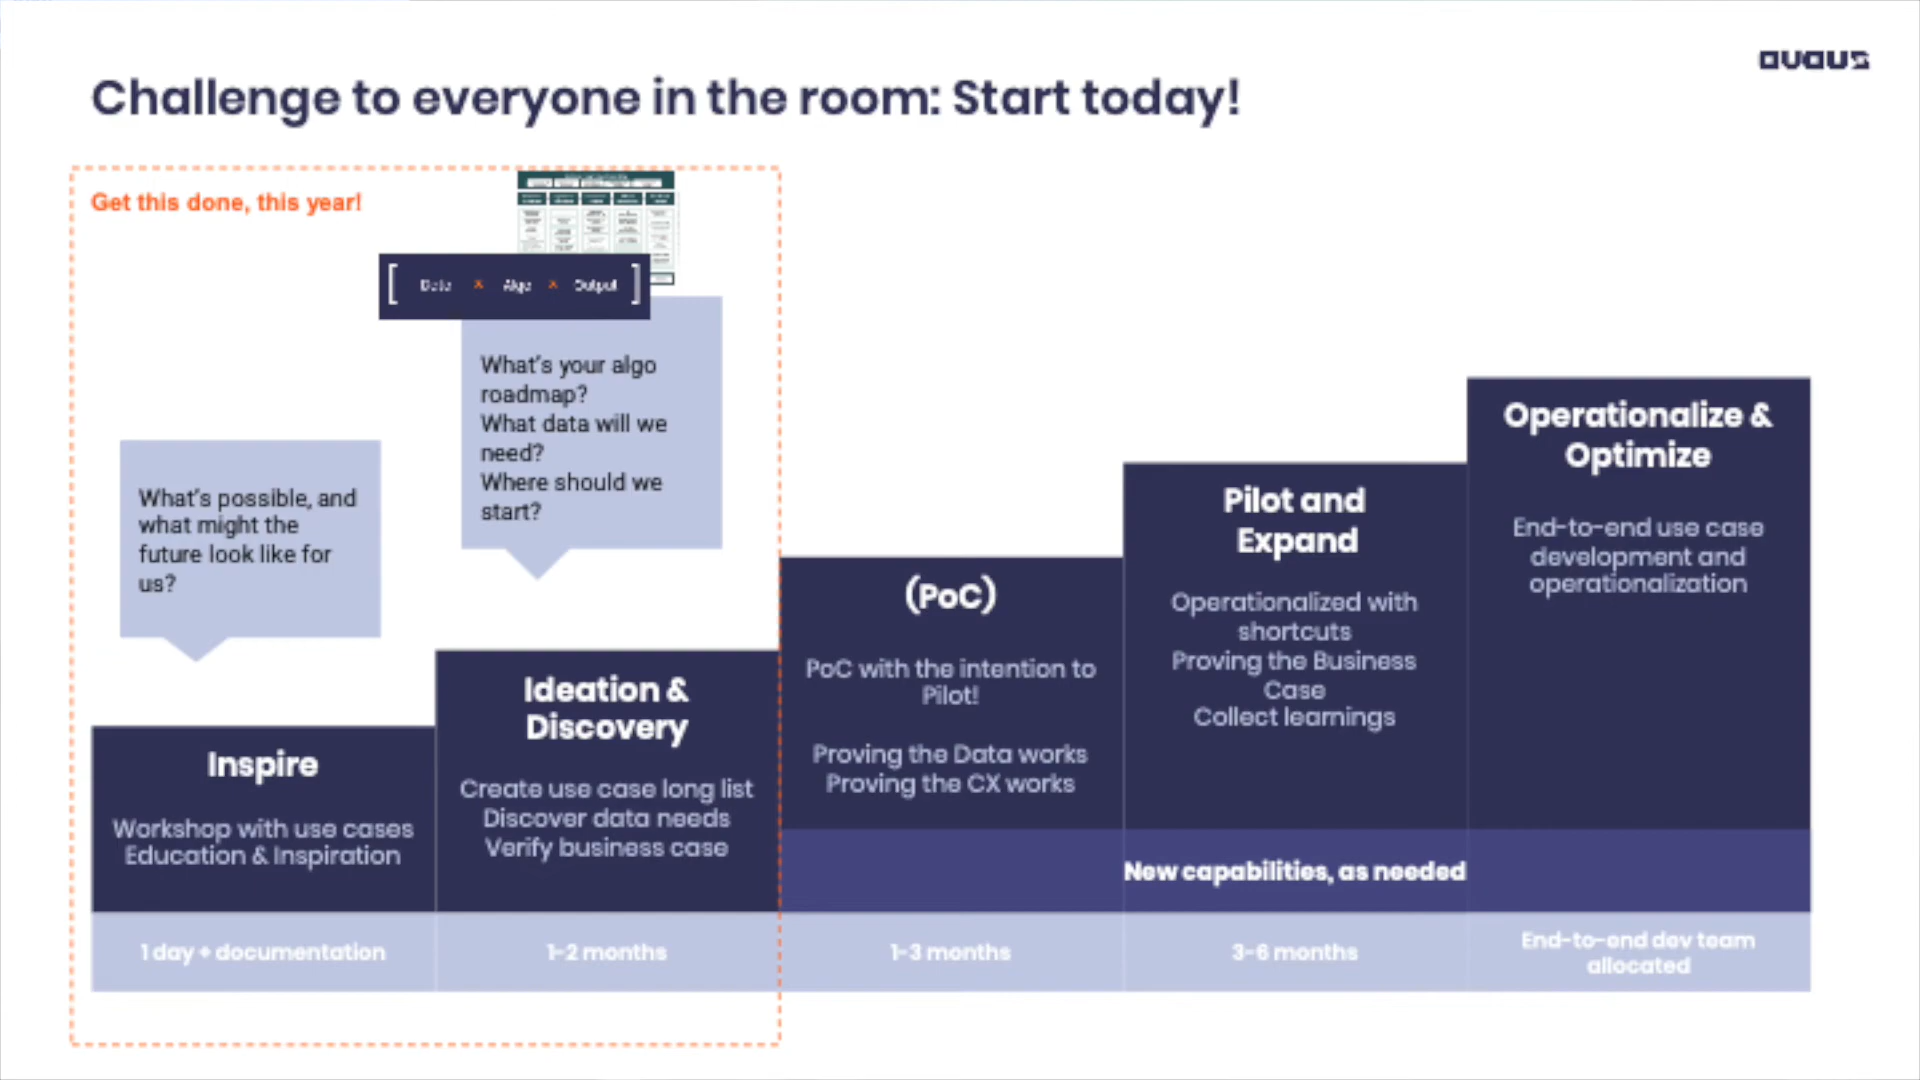 avaus
Challenge to everyone in the room: Start today!
Get this done, this year!
[ Data x Algo x Output ]
What's your algo
roadmap?
What data will we
need?
Where should we
start?
What's possible, and
what might the
future look like for
us?
Inspire
Workshop with use cases
Education & Inspiration
1 day + documentation
Ideation &
Discovery
Create use case long list
Discover data needs
Verify business case
1-2 months
(PoC)
PoC with the intention to
Pilot!
Proving the Data works
Proving the CX works
1-3 months
Pilot and
Expand
Operationalized with
shortcuts
Proving the Business
Case
Collect learnings
3-6 months
Operationalize &
Optimize
End-to-end use case
development and
operationalization
New capabilities, as needed
End-to-end dev team
allocated